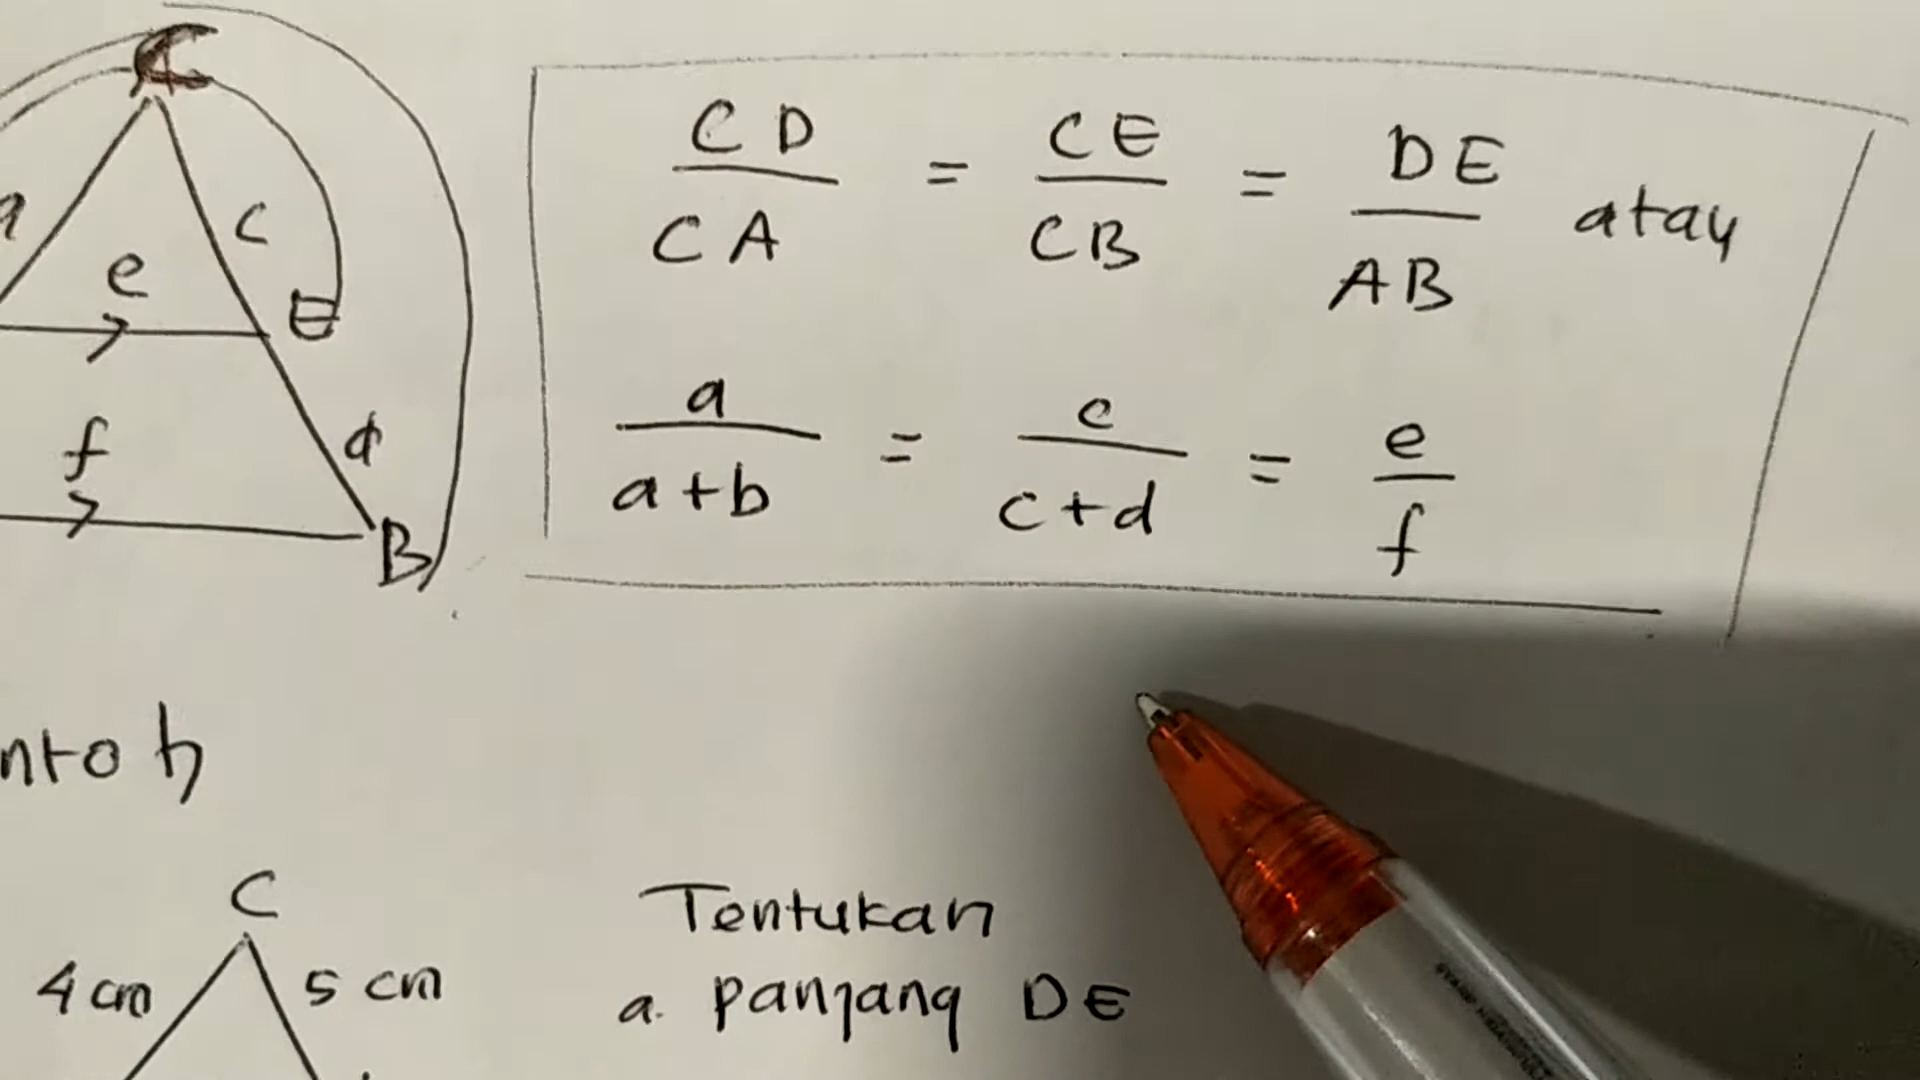 C
a
c
e
E
f
d
B
CD/CA = CE/CB = DE/AB atau
a/(a+b) = c/(c+d) = e/f
ntoh
C
4 cm
5 cm
Tentukan
a. panjang DE